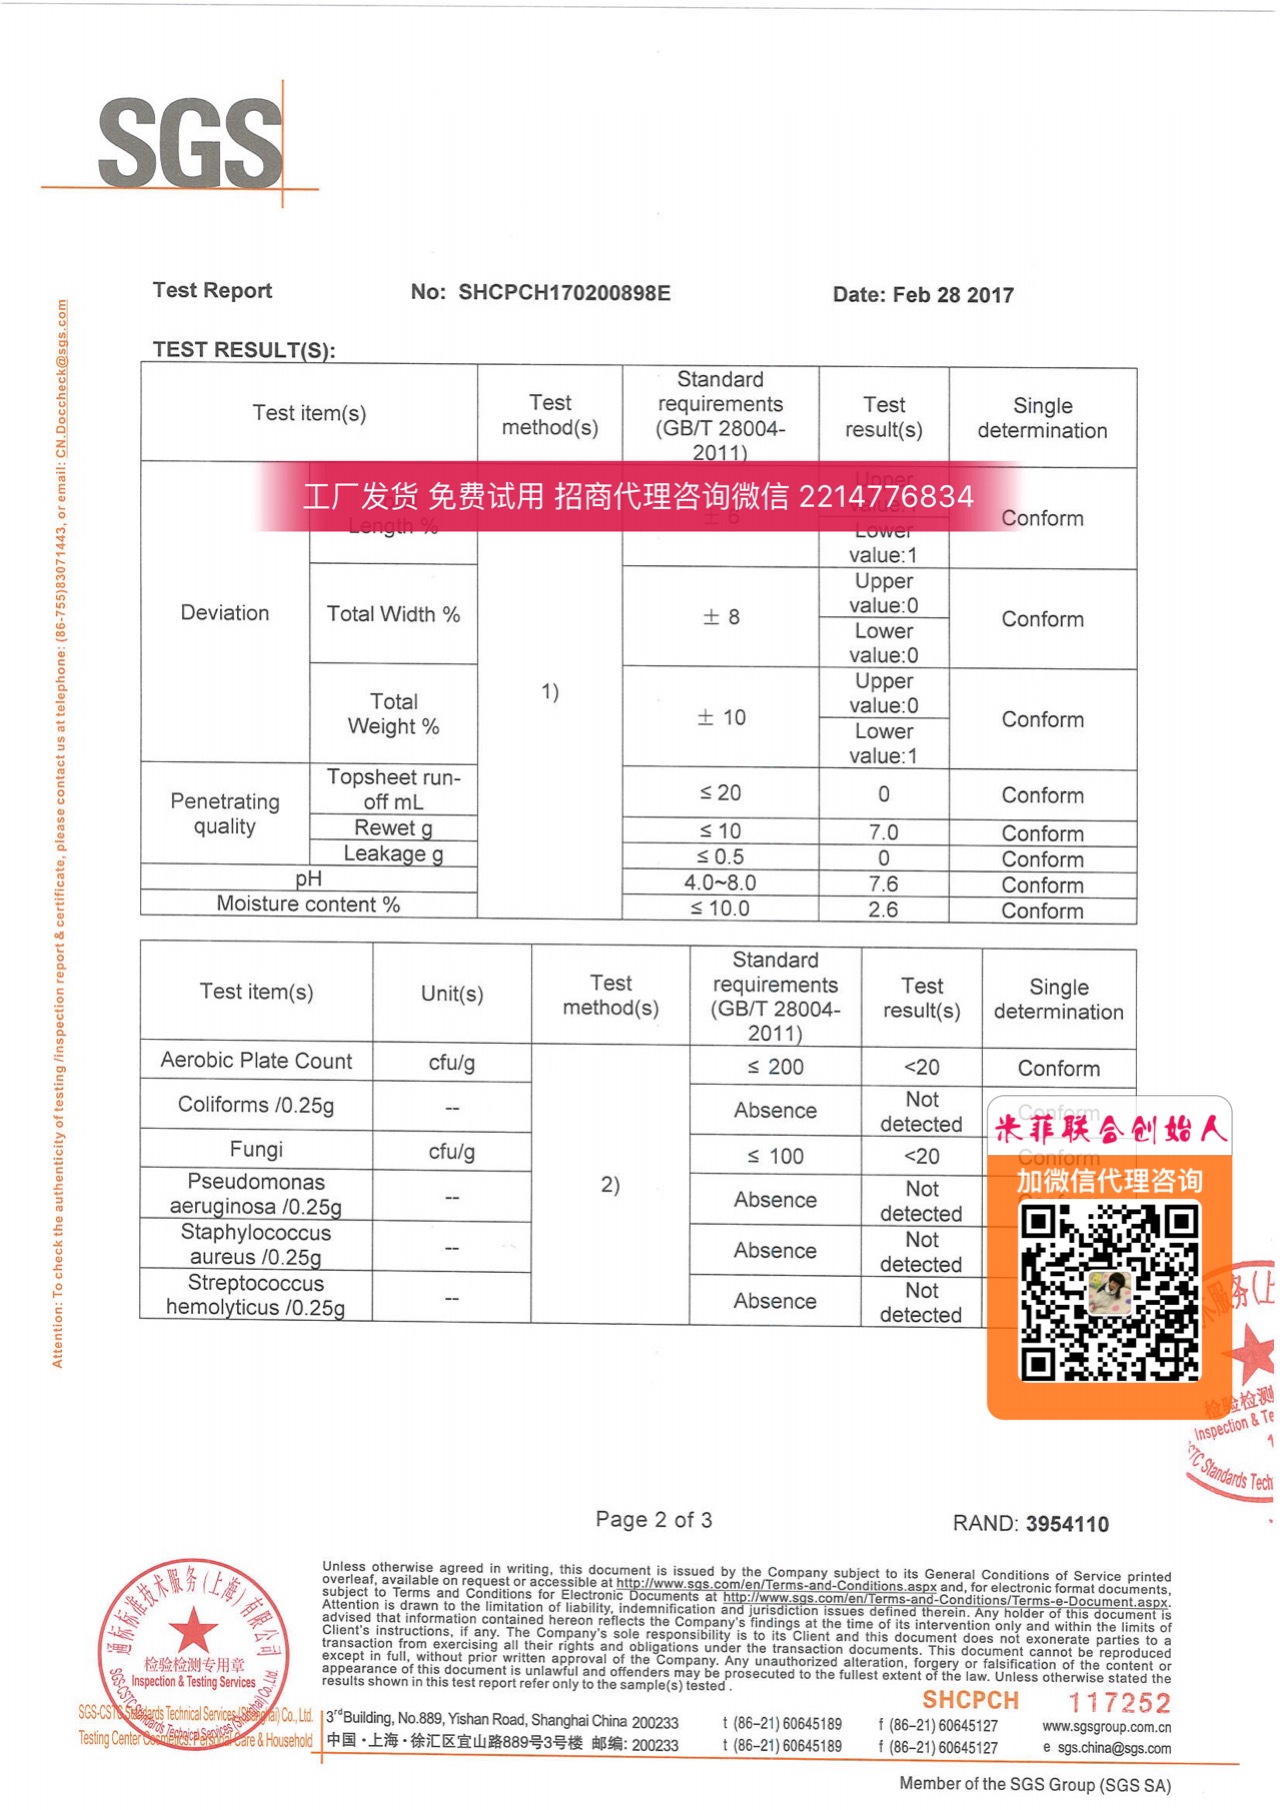 SGS
Test Report No: SHCPCH170200898E Date: Feb 28 2017
TEST RESULT(S):
Test item(s)
Test
method(s)
Standard
requirements
(GB/T 28004-
2011)
Test
result(s)
Single
determination
工厂发货 免费试用 招商代理咨询微信 2214776834
Deviation
Length %
± 6
Upper
value:1
Lower
value:1
Conform
Total Width %
± 8
Upper
value:0
Lower
value:0
Conform
Total
Weight %
1)
± 10
Upper
value:0
Lower
value:1
Conform
Penetrating
quality
Topsheet run-
off mL
≤ 20
0
Conform
Rewet g ≤ 10 7.0 Conform
Leakage g ≤ 0.5 0 Conform
pH 4.0~8.0 7.6 Conform
Moisture content % ≤ 10.0 2.6 Conform
Test item(s)
Unit(s)
Test
method(s)
Standard
requirements
(GB/T 28004-
2011)
Test
result(s)
Single
determination
Aerobic Plate Count cfu/g ≤ 200 <20 Conform
Coliforms /0.25g
--
Absence
Not
detected
Conform
Fungi cfu/g ≤ 100 <20 Conform
2)
Pseudomonas
aeruginosa /0.25g
--
Absence
Not
detected
Staphylococcus
aureus /0.25g
--
Absence
Not
detected
Streptococcus
hemolyticus /0.25g
--
Absence
Not
detected
米菲联合创始人
加微信代理咨询
术服务(上
检验检测
Inspection & Te
CSTC Standards Tech
Attention: To check the authenticity of testing /inspection report & certificate, please contact us at telephone: (86-755)83071443, or email: CN.Doccheck@sgs.com
Page 2 of 3
RAND: 3954110
通标标准技术服务(上海)有限公司
检验检测专用章
Inspection & Testing Services
SGS-CSTC Standards Technical Services (Shanghai) Co., Ltd.
Unless otherwise agreed in writing, this document is issued by the Company subject to its General Conditions of Service printed
overleaf, available on request or accessible at http://www.sgs.com/en/Terms-and-Conditions.aspx and, for electronic format documents,
subject to Terms and Conditions for Electronic Documents at http://www.sgs.com/en/Terms-and-Conditions/Terms-e-Document.aspx.
Attention is drawn to the limitation of liability, indemnification and jurisdiction issues defined therein. Any holder of this document is
advised that information contained hereon reflects the Company's findings at the time of its intervention only and within the limits of
Client's instructions, if any. The Company's sole responsibility is to its Client and this document does not exonerate parties to a
transaction from exercising all their rights and obligations under the transaction documents. This document cannot be reproduced
except in full, without prior written approval of the Company. Any unauthorized alteration, forgery or falsification of the content or
appearance of this document is unlawful and offenders may be prosecuted to the fullest extent of the law. Unless otherwise stated the
results shown in this test report refer only to the sample(s) tested .
SHCPCH 117252
SGS-CSTC Standards Technical Services (Shanghai) Co., Ltd.
Testing Center Cosmetics. Personal Care & Household
3rdBuilding, No.889, Yishan Road, Shanghai China 200233 t (86-21) 60645189 f (86-21) 60645127 www.sgsgroup.com.cn
中国·上海·徐汇区宜山路889号3号楼 邮编: 200233 t (86-21) 60645189 f (86-21) 60645127 e sgs.china@sgs.com
Member of the SGS Group (SGS SA)